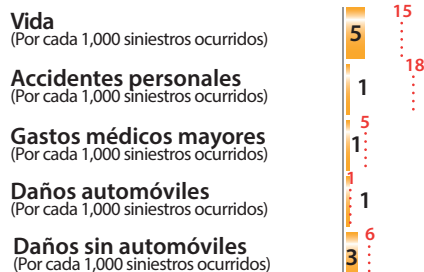 15
Vida
(Por cada 1,000 siniestros ocurridos)
5
18
Accidentes personales
(Por cada 1,000 siniestros ocurridos)
1
5
Gastos médicos mayores
(Por cada 1,000 siniestros ocurridos)
1
1
Daños automóviles
(Por cada 1,000 siniestros ocurridos)
1
6
Daños sin automóviles
(Por cada 1,000 siniestros ocurridos)
3